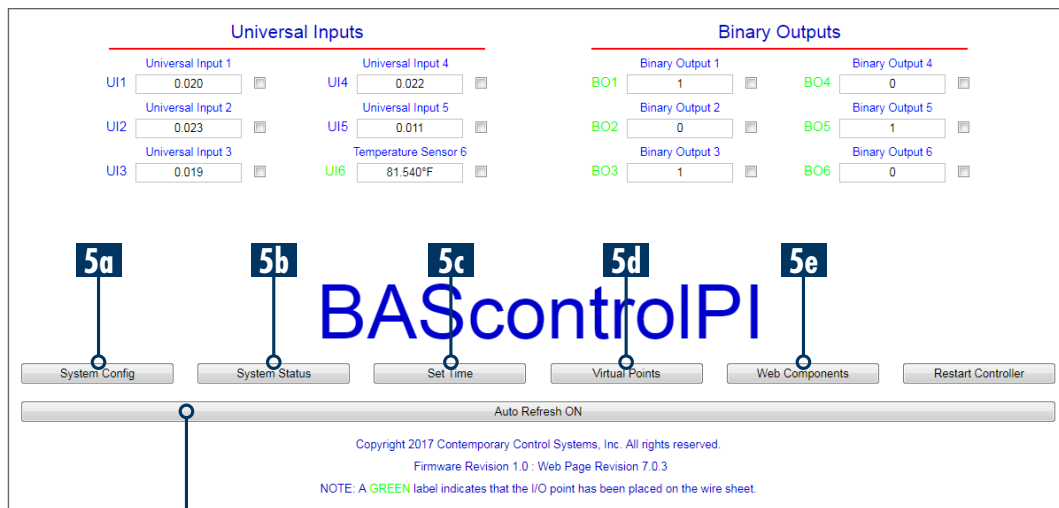 Universal Inputs
Binary Outputs
Universal Input 1
Universal Input 4
Binary Output 1
Binary Output 4
UI1 0.020
UI4 0.022
BO1 1
BO4 0
Universal Input 2
Universal Input 5
Binary Output 2
Binary Output 5
UI2 0.023
UI5 0.011
BO2 0
BO5 1
Universal Input 3
Temperature Sensor 6
Binary Output 3
Binary Output 6
UI3 0.019
UI6 81.540°F
BO3 1
BO6 0
5a
5b
5c
5d
5e
BAScontrolPI
System Config
System Status
Set Time
Virtual Points
Web Components
Restart Controller
Auto Refresh ON
Copyright 2017 Contemporary Control Systems, Inc. All rights reserved.
Firmware Revision 1.0 : Web Page Revision 7.0.3
NOTE: A GREEN label indicates that the I/O point has been placed on the wire sheet.